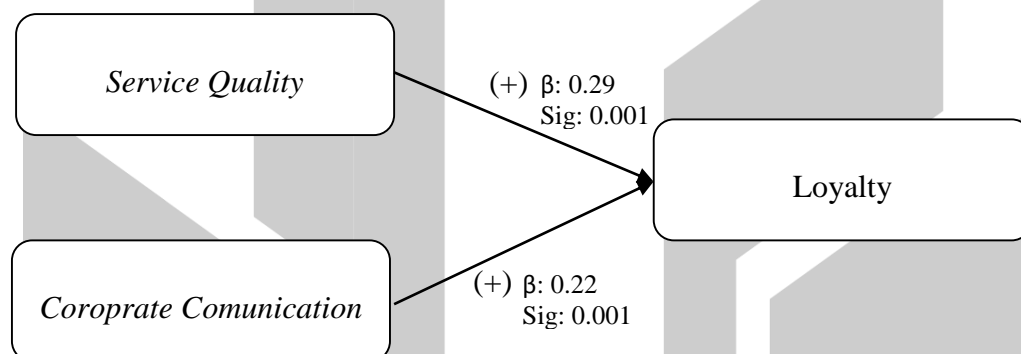 Service Quality
(+) β: 0.29
Sig: 0.001
Loyalty
(+) β: 0.22
Sig: 0.001
Coroprate Comunication